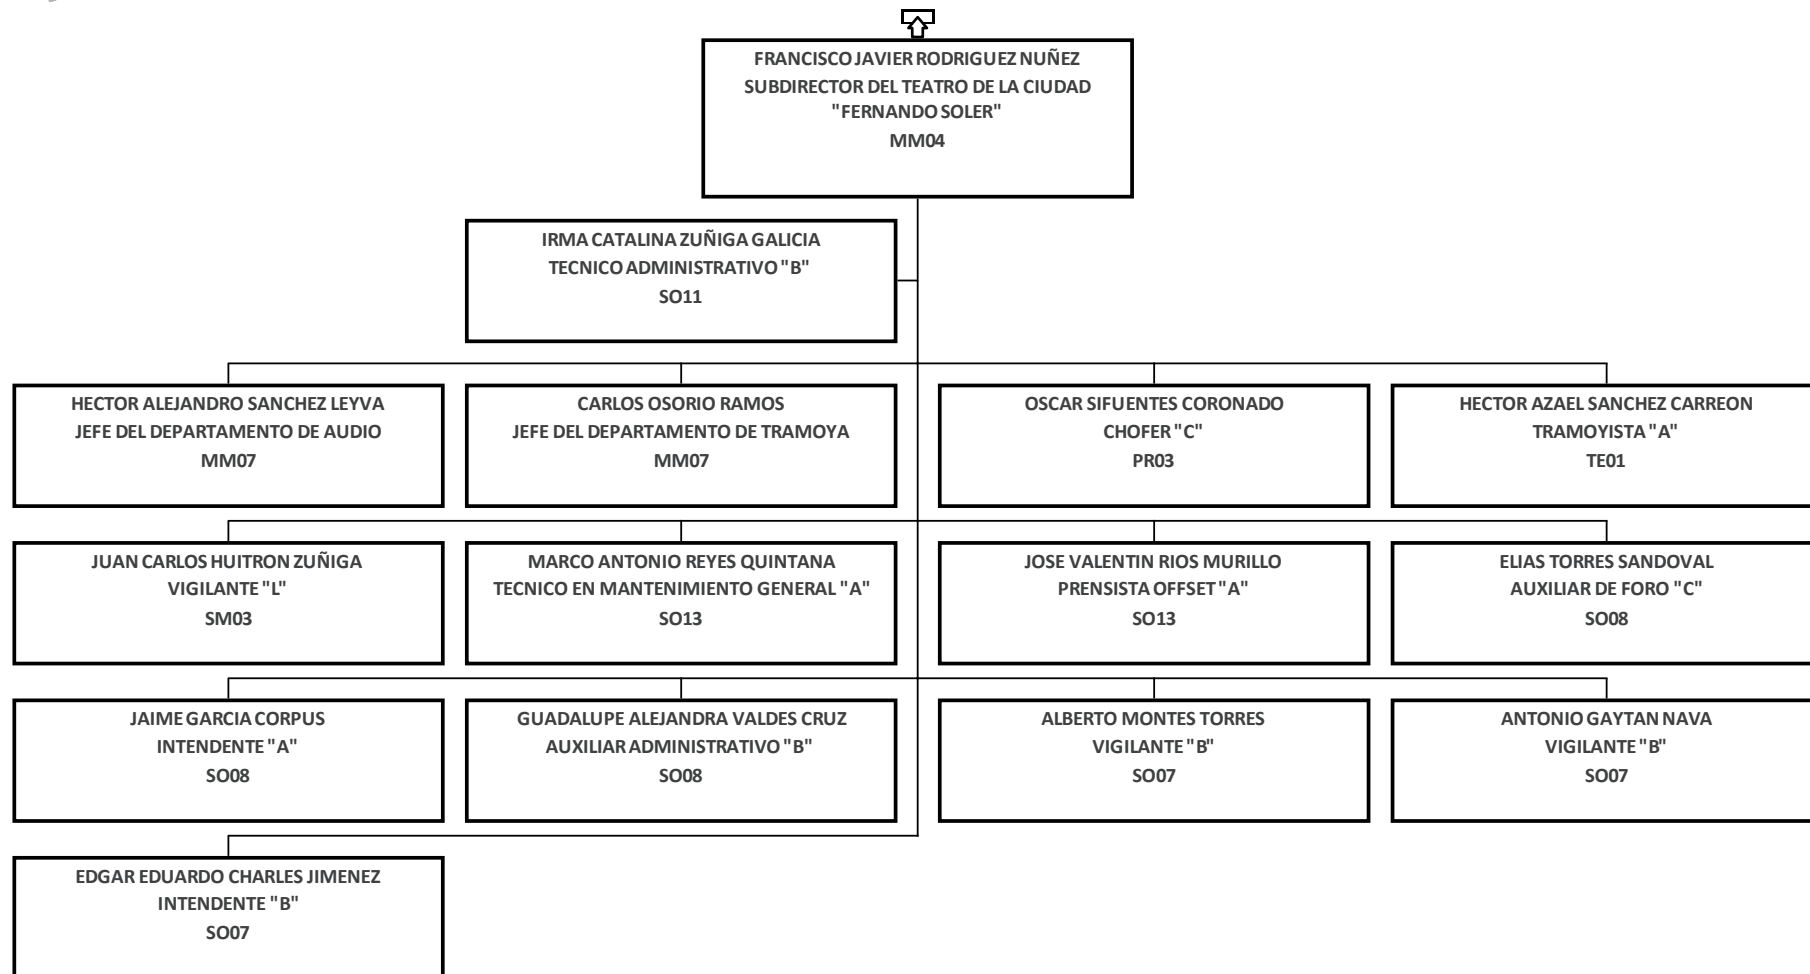 FRANCISCO JAVIER RODRIGUEZ NUÑEZ
SUBDIRECTOR DEL TEATRO DE LA CIUDAD
"FERNANDO SOLER"
MM04
IRMA CATALINA ZUÑIGA GALICIA
TECNICO ADMINISTRATIVO "B"
SO11
HECTOR ALEJANDRO SANCHEZ LEYVA
JEFE DEL DEPARTAMENTO DE AUDIO
MM07
CARLOS OSORIO RAMOS
JEFE DEL DEPARTAMENTO DE TRAMOYA
MM07
OSCAR SIFUENTES CORONADO
CHOFER "C"
PR03
HECTOR AZAEL SANCHEZ CARREON
TRAMOYISTA "A"
TE01
JUAN CARLOS HUITRON ZUÑIGA
VIGILANTE "L"
SM03
MARCO ANTONIO REYES QUINTANA
TECNICO EN MANTENIMIENTO GENERAL "A"
SO13
JOSE VALENTIN RIOS MURILLO
PRENSISTA OFFSET "A"
SO13
ELIAS TORRES SANDOVAL
AUXILIAR DE FORO "C"
SO08
JAIME GARCIA CORPUS
INTENDENTE "A"
SO08
GUADALUPE ALEJANDRA VALDES CRUZ
AUXILIAR ADMINISTRATIVO "B"
SO08
ALBERTO MONTES TORRES
VIGILANTE "B"
SO07
ANTONIO GAYTAN NAVA
VIGILANTE "B"
SO07
EDGAR EDUARDO CHARLES JIMENEZ
INTENDENTE "B"
SO07